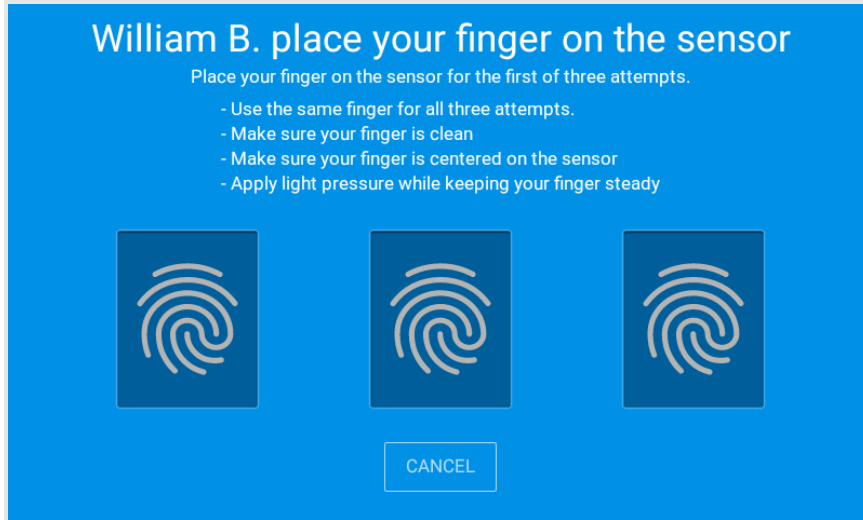 William B. place your finger on the sensor
Place your finger on the sensor for the first of three attempts.
- Use the same finger for all three attempts.
- Make sure your finger is clean
- Make sure your finger is centered on the sensor
- Apply light pressure while keeping your finger steady
CANCEL